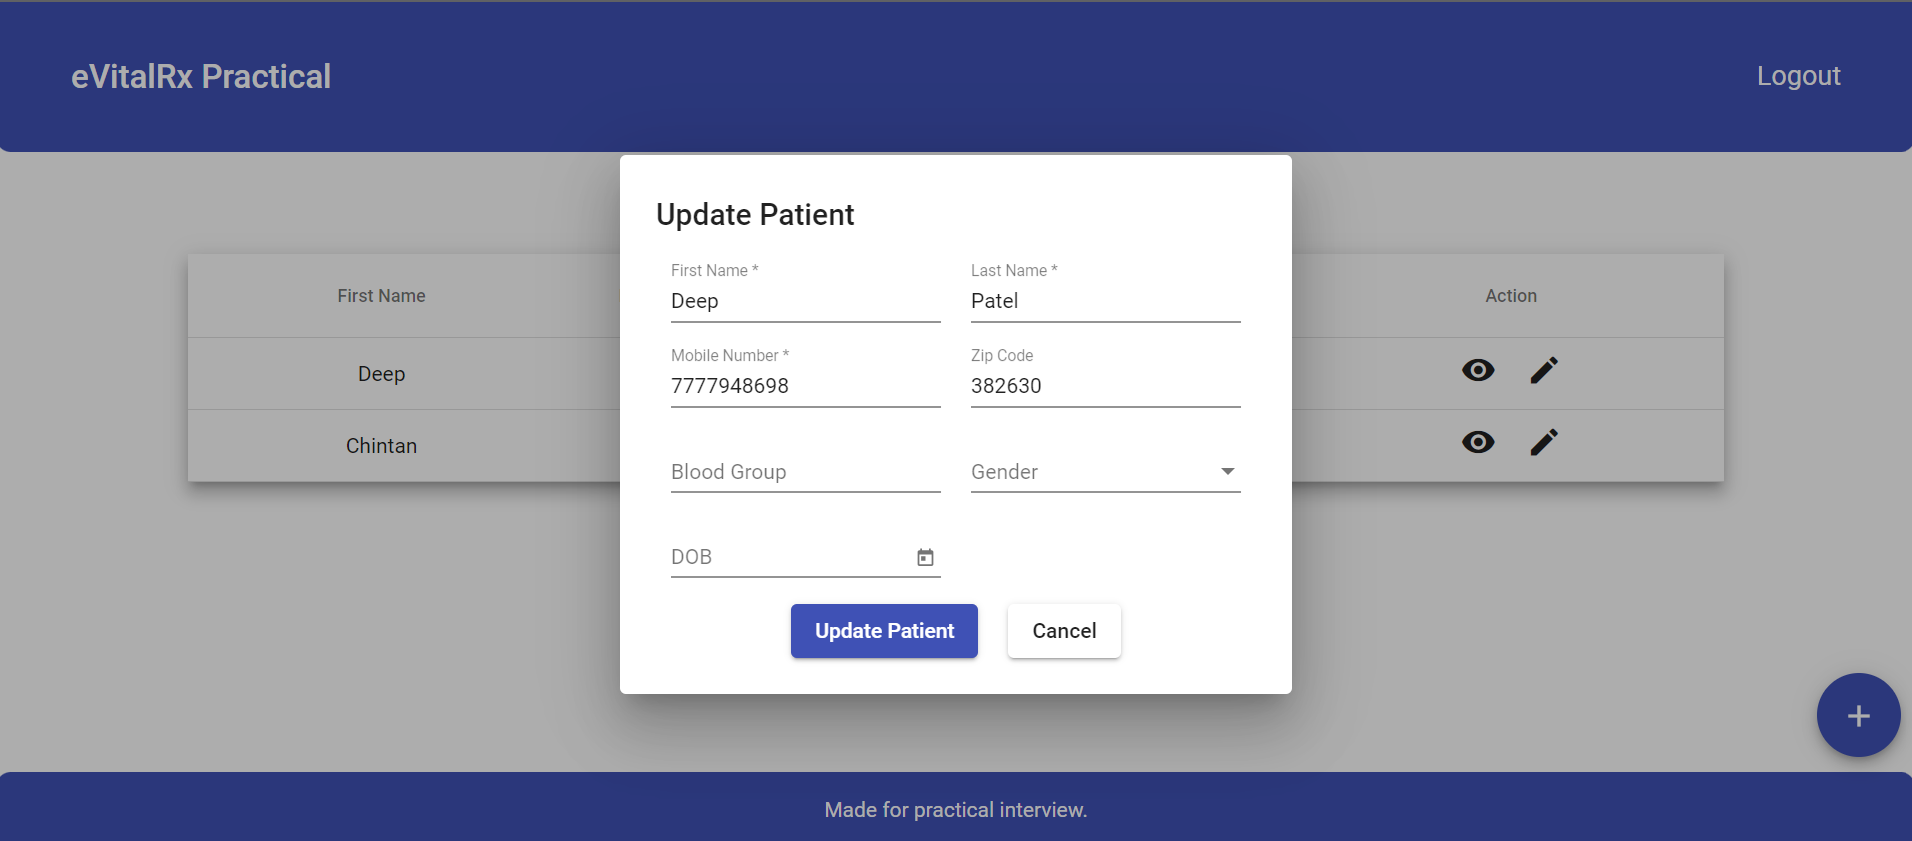 eVitalRx Practical
Logout
Update Patient
First Name *
Last Name *
Deep
Patel
Mobile Number *
Zip Code
7777948698
382630
Blood Group
Gender
DOB
Update Patient
Cancel
First Name
Action
Deep
Chintan
+
Made for practical interview.